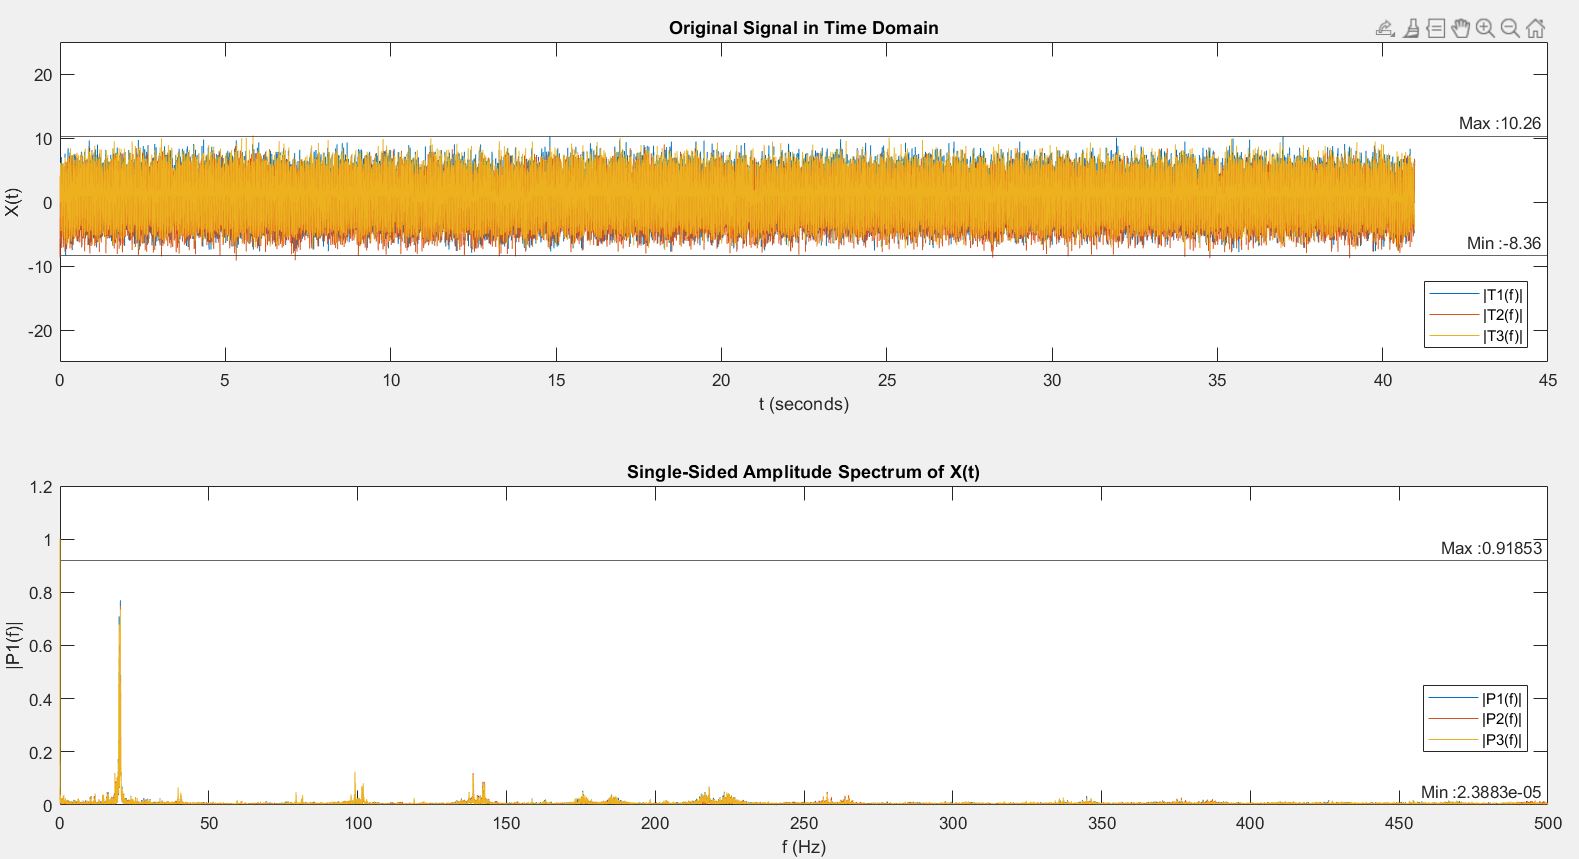 Original Signal in Time Domain
20
10
0
-10
-20
X(t)
Max :10.26
Min :-8.36
|T1(f)|
|T2(f)|
|T3(f)|
0 5 10 15 20 25 30 35 40 45
t (seconds)
Single-Sided Amplitude Spectrum of X(t)
1.2
1
0.8
0.6
0.4
0.2
0
|P1(f)|
Max :0.91853
|P1(f)|
|P2(f)|
|P3(f)|
Min :2.3883e-05
0 50 100 150 200 250 300 350 400 450 500
f (Hz)